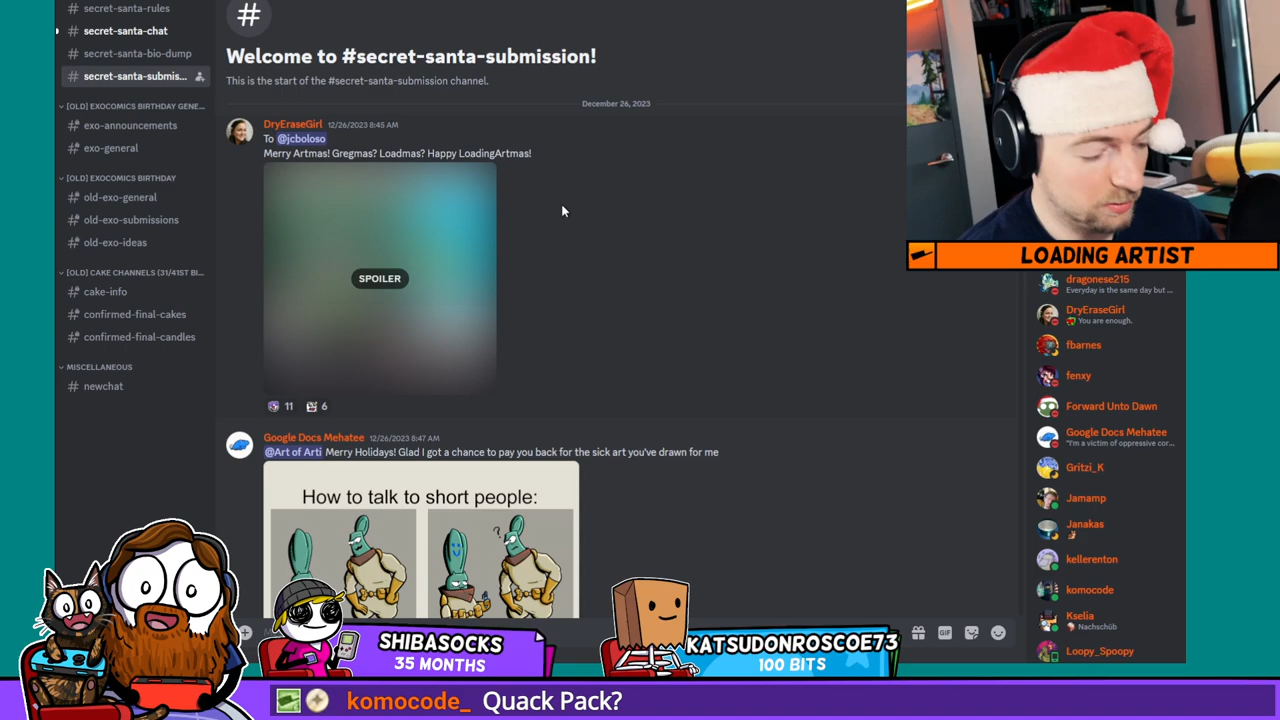 secret-santa-rules
secret-santa-chat
secret-santa-bio-dump
secret-santa-submis...
[OLD] EXOCOMICS BIRTHDAY GENE...
exo-announcements
exo-general
[OLD] EXOCOMICS BIRTHDAY
old-exo-general
old-exo-submissions
old-exo-ideas
[OLD] CAKE CHANNELS (31/41ST BI...
cake-info
confirmed-final-cakes
confirmed-final-candles
MISCELLANEOUS
newchat
Welcome to #secret-santa-submission!
This is the start of the #secret-santa-submission channel.
December 26, 2023
DryEraseGirl 12/26/2023 8:45 AM
To @jcboloso
Merry Artmas! Gregmas? Loadmas? Happy LoadingArtmas!
SPOILER
11 6
Google Docs Mehatee 12/26/2023 8:47 AM
@Art of Arti Merry Holidays! Glad I got a chance to pay you back for the sick art you've drawn for me
How to talk to short people:
?
GIF
LOADING ARTIST
dragonese215
Everyday is the same day but ...
DryEraseGirl
You are enough.
fbarnes
fenxy
Forward Unto Dawn
Google Docs Mehatee
"I'm a victim of oppressive cor...
Gritzi_K
Jamamp
Janakas
kellerenton
komocode
Kselia
Nachschüb
Loopy_Spoopy
SHIBASOCKS
35 MONTHS
KATSUDONROSCOE73
100 BITS
komocode_ Quack Pack?